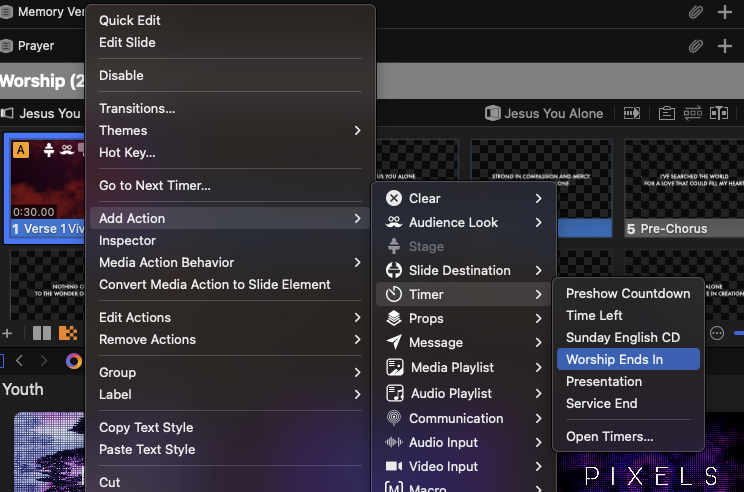 Memory Ver
Prayer
Worship (2
Jesus You
Jesus You Alone
A
0:30.00
1 Verse 1 Viv
NOTHING C
TO THE WONDER O
Youth
Quick Edit
Edit Slide
Disable
Transitions...
Themes
Hot Key...
Go to Next Timer...
Add Action
Inspector
Media Action Behavior
Convert Media Action to Slide Element
Edit Actions
Remove Actions
Group
Label
Copy Text Style
Paste Text Style
Cut
US YOU ALONE
STRONG IN COMPASSION AND MERCY
ONE
I'VE SEARCHED THE WORLD
FOR A LOVE THAT COULD FILL MY HEART
5 Pre-Chorus
E IN CREATION
Clear
Audience Look
Stage
Slide Destination
Timer
Props
Message
Media Playlist
Audio Playlist
Communication
Audio Input
Video Input
Macro
Preshow Countdown
Time Left
Sunday English CD
Worship Ends In
Presentation
Service End
Open Timers...
PIXELS